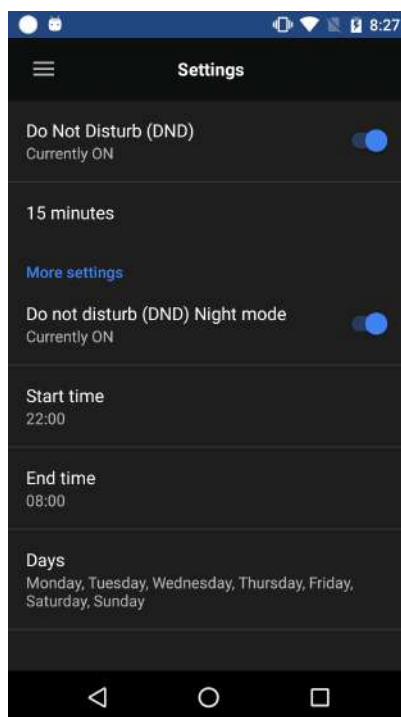 8:27
Settings
Do Not Disturb (DND)
Currently ON
15 minutes
More settings
Do not disturb (DND) Night mode
Currently ON
Start time
22:00
End time
08:00
Days
Monday, Tuesday, Wednesday, Thursday, Friday,
Saturday, Sunday